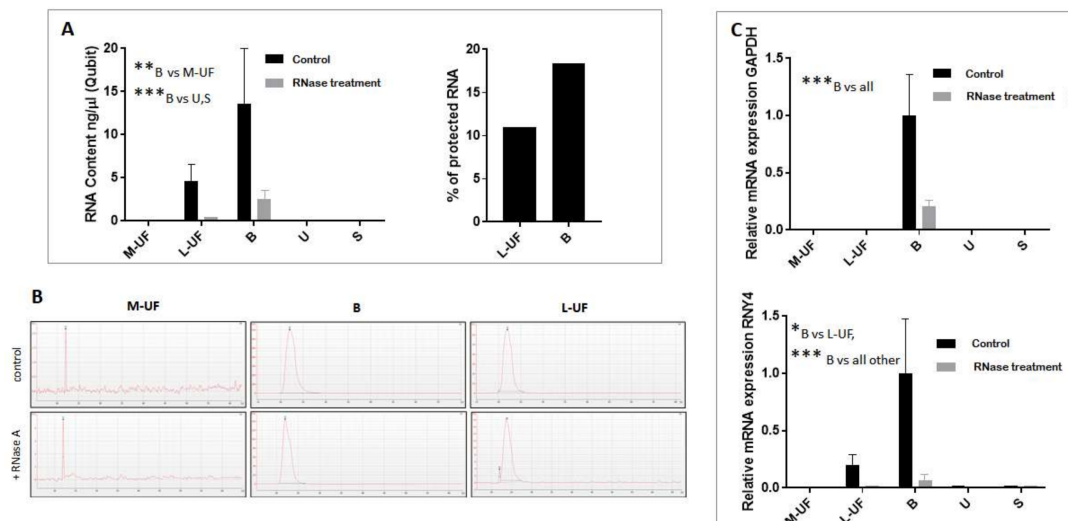 A
RNA Content ng/µl (Qubit)
20
15
10
5
0
**B vs M-UF
***B vs U,S
Control
RNase treatment
M-UF
L-UF
B
U
S
% of protected RNA
20
15
10
5
0
L-UF
B
B
M-UF
B
L-UF
control
+ RNase A
C
Relative mRNA expression GAPDH
1.5
1.0
0.5
0.0
***B vs all
Control
RNase treatment
M-UF
L-UF
B
U
S
Relative mRNA expression RNY4
1.5
1.0
0.5
0.0
*B vs L-UF,
*** B vs all other
Control
RNase treatment
M-UF
L-UF
B
U
S